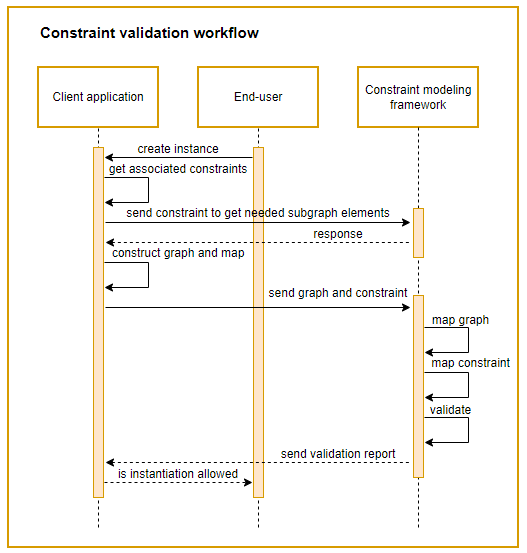 Constraint validation workflow
Client application
End-user
Constraint modeling
framework
create instance
get associated constraints
send constraint to get needed subgraph elements
response
construct graph and map
send graph and constraint
map graph
map constraint
validate
send validation report
is instantiation allowed